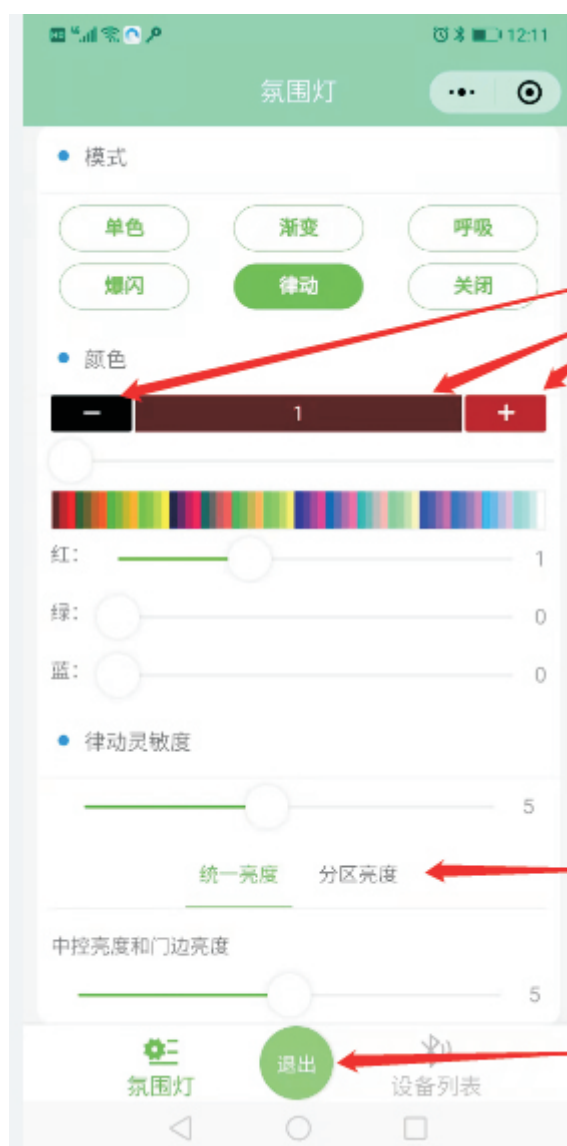 12:11
氛围灯
模式
单色 渐变 呼吸
爆闪 律动 关闭
颜色
− 1 +
红: 1
绿: 0
蓝: 0
律动灵敏度
5
统一亮度 分区亮度
中控亮度和门边亮度
5
氛围灯 退出 设备列表